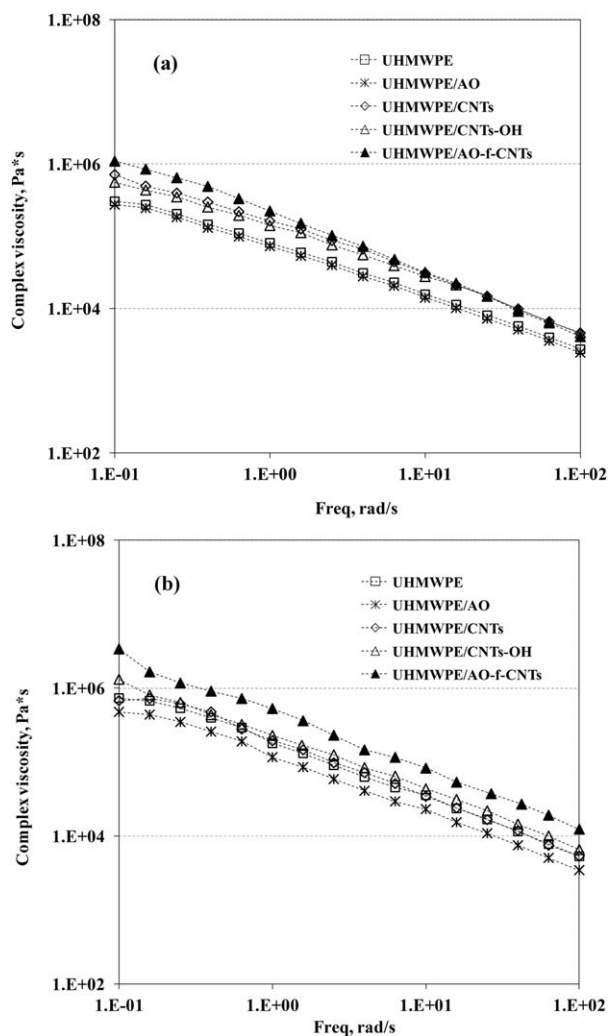 1.E+08
(a)
UHMWPE
UHMWPE/AO
UHMWPE/CNTs
UHMWPE/CNTs-OH
UHMWPE/AO-f-CNTs
1.E+06
Complex viscosity, Pa*s
1.E+04
1.E+02
1.E-01
1.E+00
1.E+01
1.E+02
Freq, rad/s
1.E+08
(b)
UHMWPE
UHMWPE/AO
UHMWPE/CNTs
UHMWPE/CNTs-OH
UHMWPE/AO-f-CNTs
1.E+06
Complex viscosity, Pa*s
1.E+04
1.E+02
1.E-01
1.E+00
1.E+01
1.E+02
Freq, rad/s